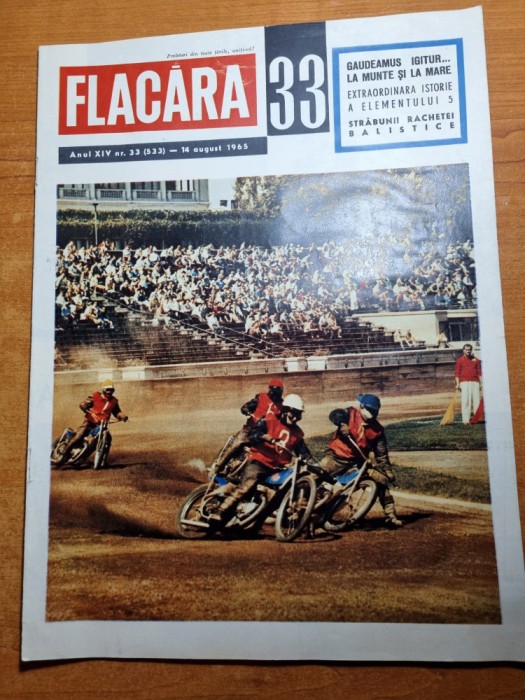 Proletari din toate țările, uniți-vă!
FLACĂRA
33
Anul XIV nr. 33 (533) — 14 august 1965
GAUDEAMUS IGITUR...
LA MUNTE ȘI LA MARE
EXTRAORDINARA ISTORIE
A ELEMENTULUI 5
STRĂBUNII RACHETEI
BALISTICE